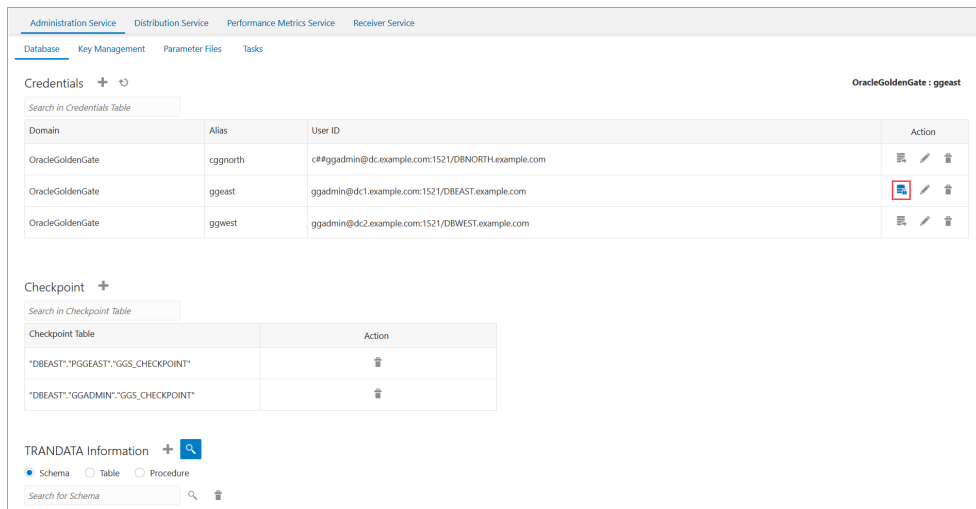 Administration Service Distribution Service Performance Metrics Service Receiver Service
Database Key Management Parameter Files Tasks
Credentials
OracleGoldenGate : ggeast
Search in Credentials Table
Domain Alias User ID Action
OracleGoldenGate cggnorth c##ggadmin@dc.example.com:1521/DBNORTH.example.com
OracleGoldenGate ggeast ggadmin@dc1.example.com:1521/DBEAST.example.com
OracleGoldenGate ggwest ggadmin@dc2.example.com:1521/DBWEST.example.com
Checkpoint
Search in Checkpoint Table
Checkpoint Table Action
"DBEAST"."PGGEAST"."GGS_CHECKPOINT"
"DBEAST"."GGADMIN"."GGS_CHECKPOINT"
TRANDATA Information
Schema Table Procedure
Search for Schema